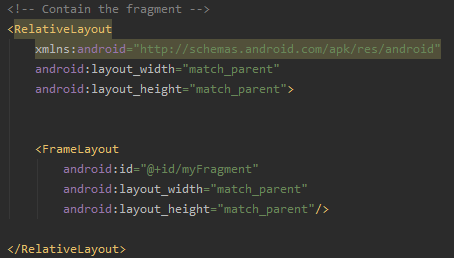 <!-- Contain the fragment -->
<RelativeLayout
xmlns:android="http://schemas.android.com/apk/res/android"
android:layout_width="match_parent"
android:layout_height="match_parent">
<FrameLayout
android:id="@+id/myFragment"
android:layout_width="match_parent"
android:layout_height="match_parent"/>
</RelativeLayout>